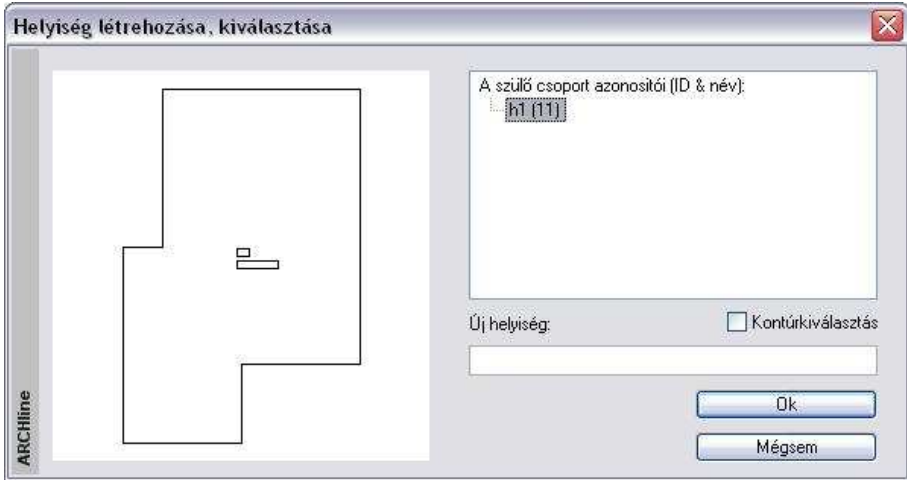 Helyiség létrehozása, kiválasztása
A szülő csoport azonosítói (ID & név):
h1 (11)
Új helyiség:
Kontúrkiválasztás
Ok
Mégsem
ARCHline